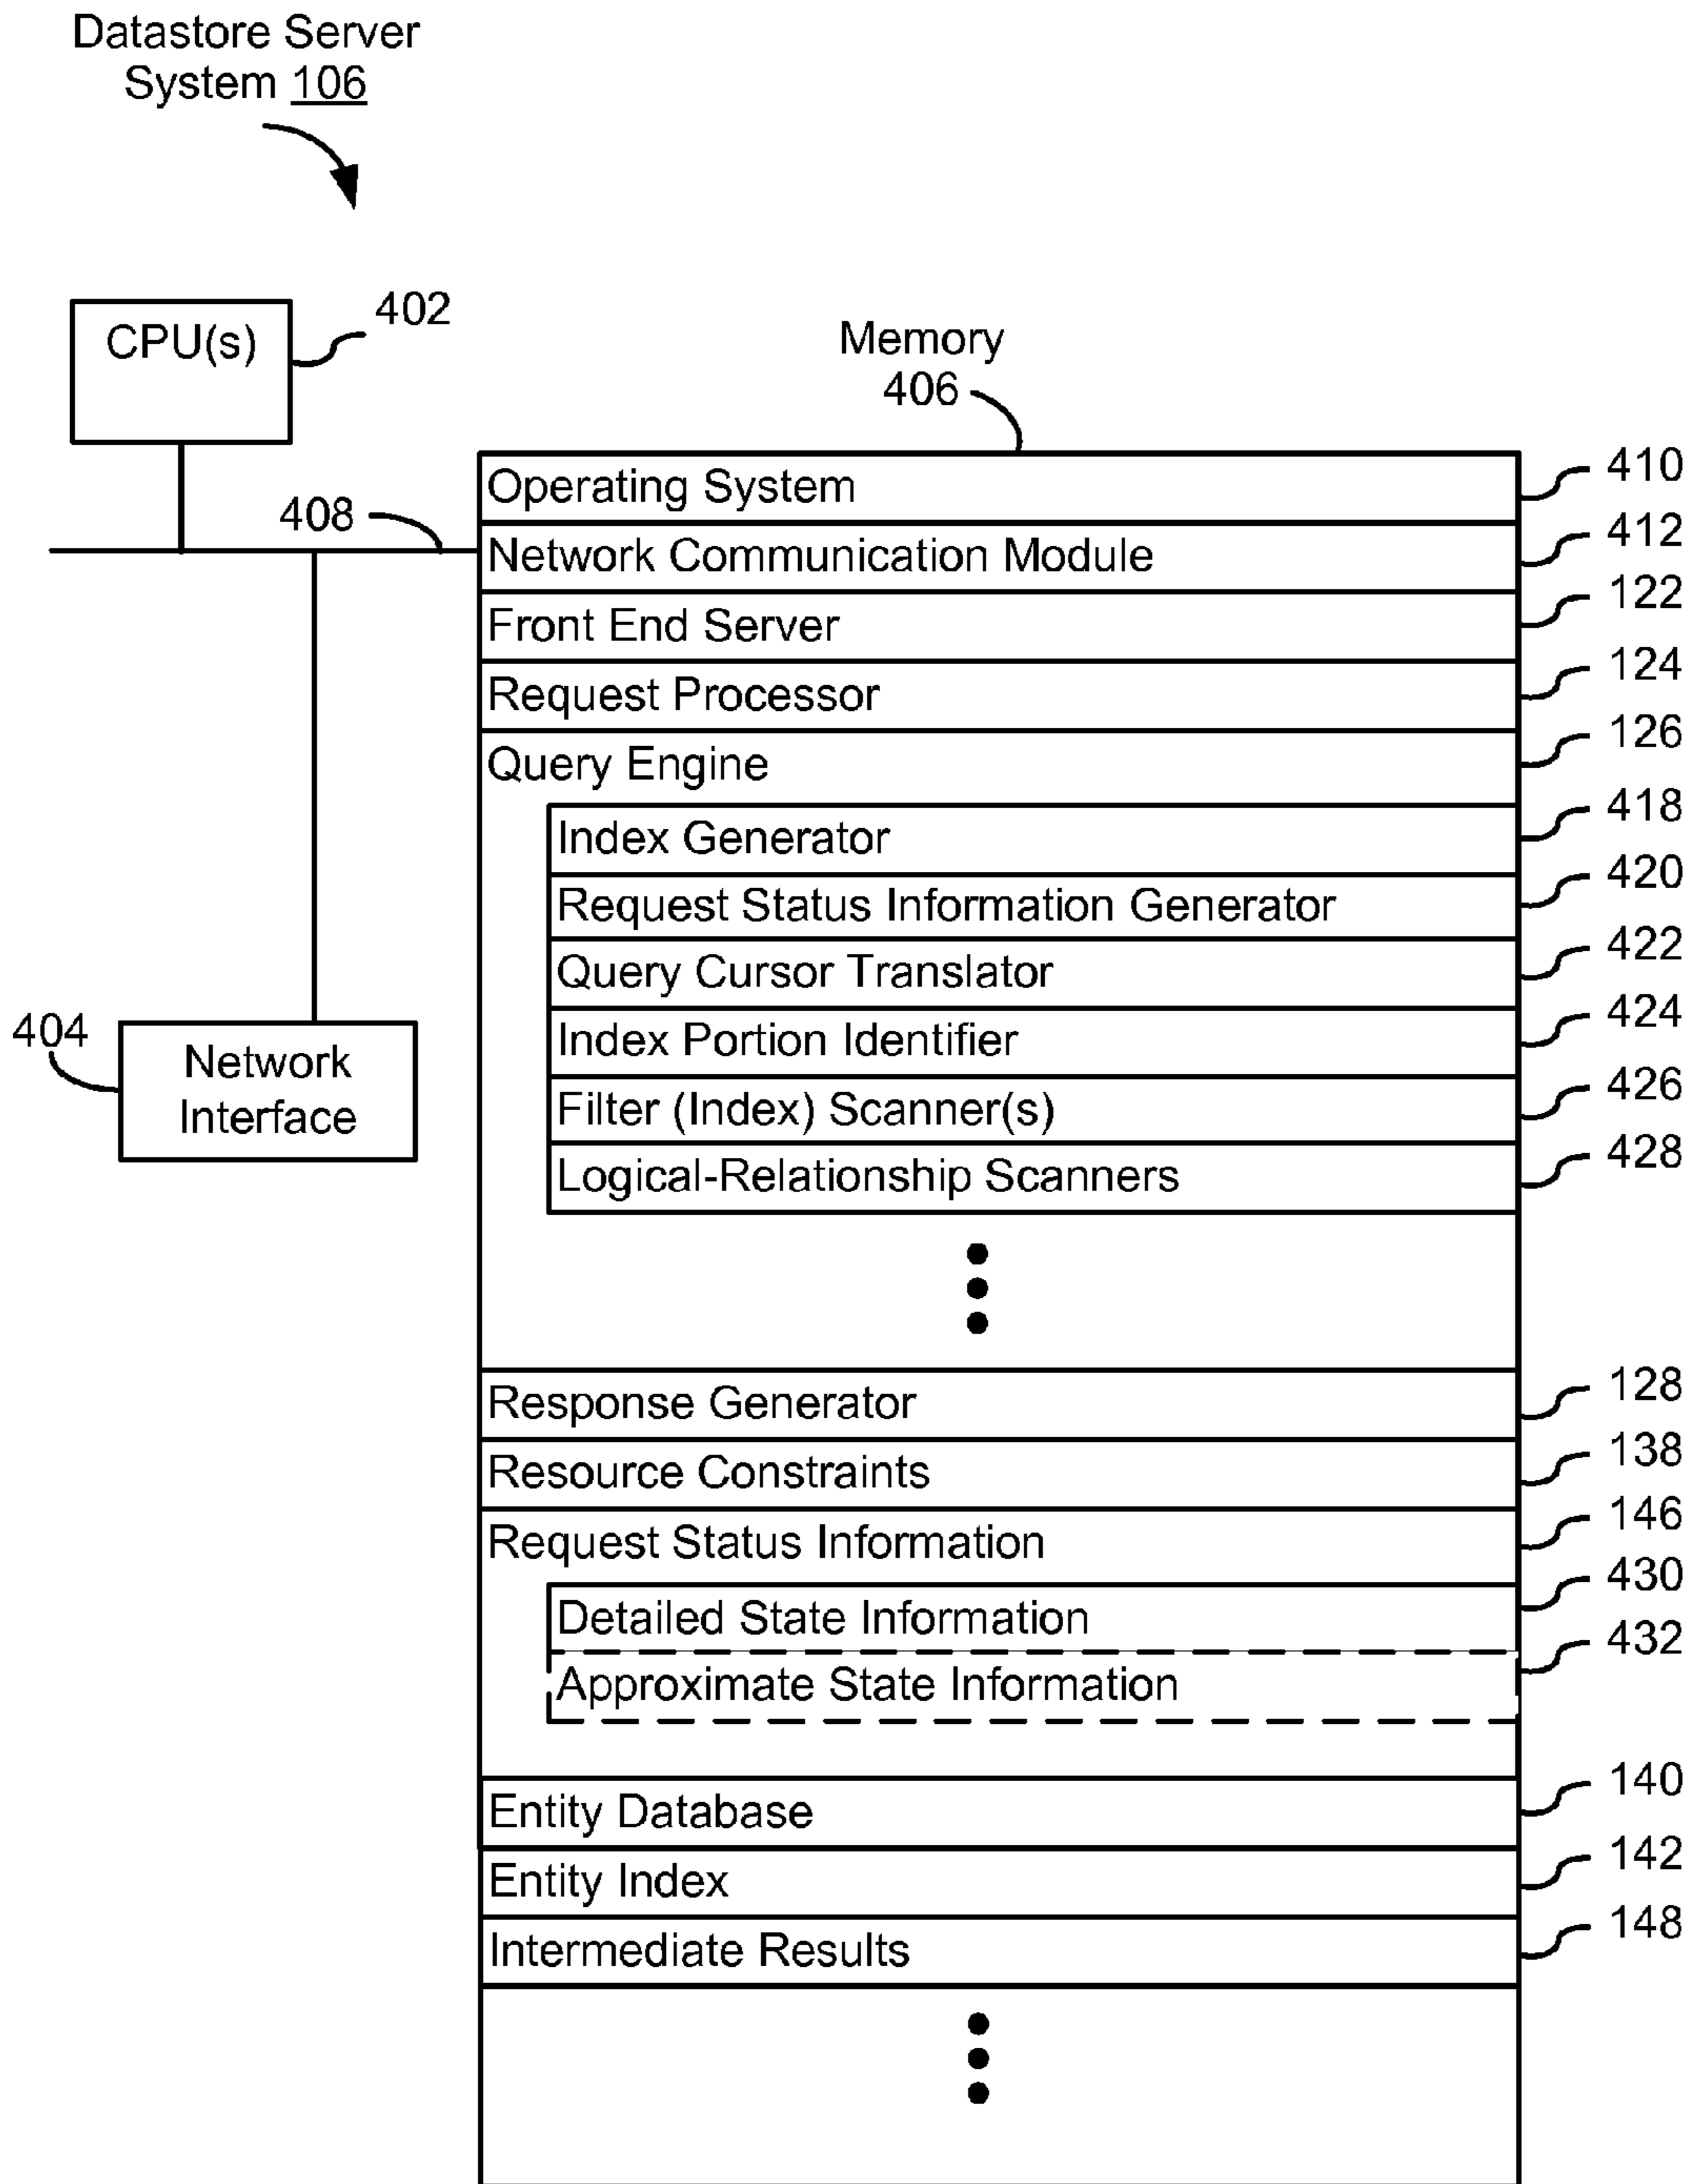 Datastore Server
System 106
CPU(s)
402
Memory
406
408
Operating System
410
Network Communication Module
412
Front End Server
122
Request Processor
124
Query Engine
126
Index Generator
418
Request Status Information Generator
420
Query Cursor Translator
422
Index Portion Identifier
424
Filter (Index) Scanner(s)
426
Logical-Relationship Scanners
428
404
Network
Interface
Response Generator
128
Resource Constraints
138
Request Status Information
146
Detailed State Information
430
Approximate State Information
432
Entity Database
140
Entity Index
142
Intermediate Results
148